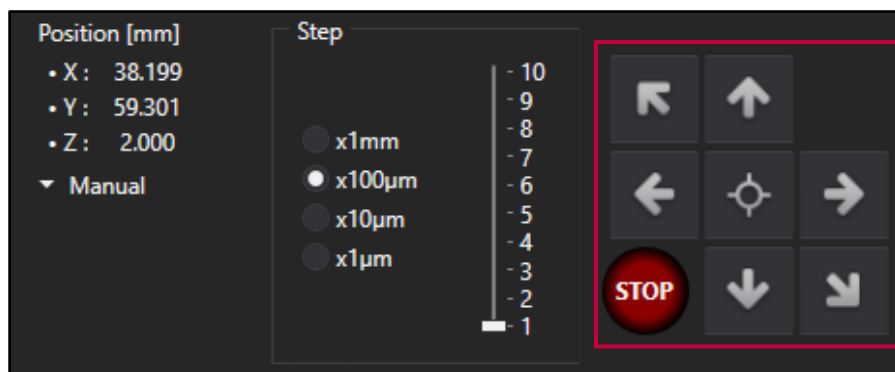 Position [mm]
• X : 38.199
• Y : 59.301
• Z : 2.000
Manual
Step
x1mm
x100µm
x10µm
x1µm
10
9
8
7
6
5
4
3
2
1
STOP